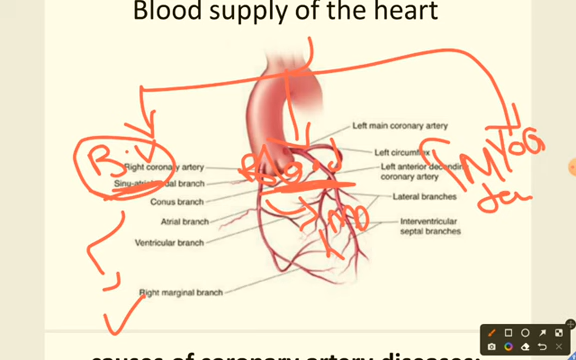 Blood supply of the heart
Left main coronary artery
Left circumflex
Left anterior descending
coronary artery
Lateral branches
Interventricular
septal branches
Right coronary artery
Sinu-atrial nodal branch
Conus branch
Atrial branch
Ventricular branch
Right marginal branch
B.V
causes of coronary artery diseases: